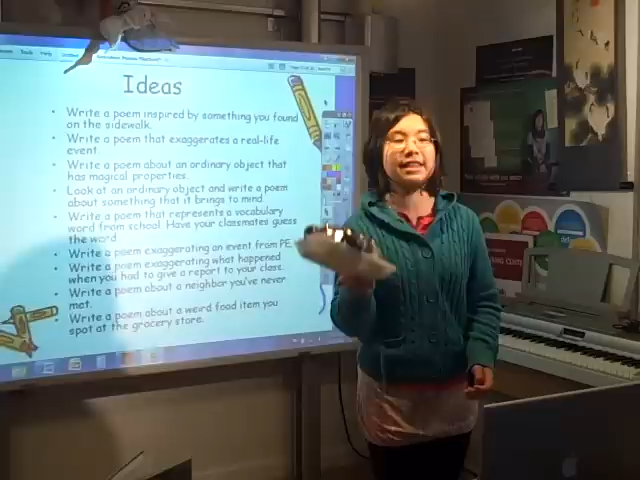 Tools Help
Ideas
Write a poem inspired by something you found
on the sidewalk.
Write a poem that exaggerates a real-life
event.
Write a poem about an ordinary object that
has magical properties.
Look at an ordinary object and write a poem
about something that it brings to mind.
Write a poem that represents a vocabulary
word from school. Have your classmates guess
the word.
Write a poem exaggerating an event from PE.
Write a poem exaggerating what happened
when you had to give a report to your class.
Write a poem about a neighbor you've never
met.
Write a poem about a weird food item you
spot at the grocery store.